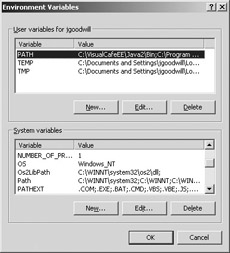 Environment Variables
User variables for jgoodwill
Variable Value
PATH C:\VisualCafeEE\Java2\Bin;C:\Program ...
TEMP C:\Documents and Settings\jgoodwill\Lo...
TMP C:\Documents and Settings\jgoodwill\Lo...
New... Edit... Delete
System variables
Variable Value
NUMBER_OF_PR... 1
OS Windows_NT
Os2LibPath C:\WINNT\system32\os2\dll;
Path C:\WINNT\system32;C:\WINNT;C:\WIN...
PATHEXT .COM;.EXE;.BAT;.CMD;.VBS;.VBE;.JS;...
New... Edit... Delete
OK Cancel